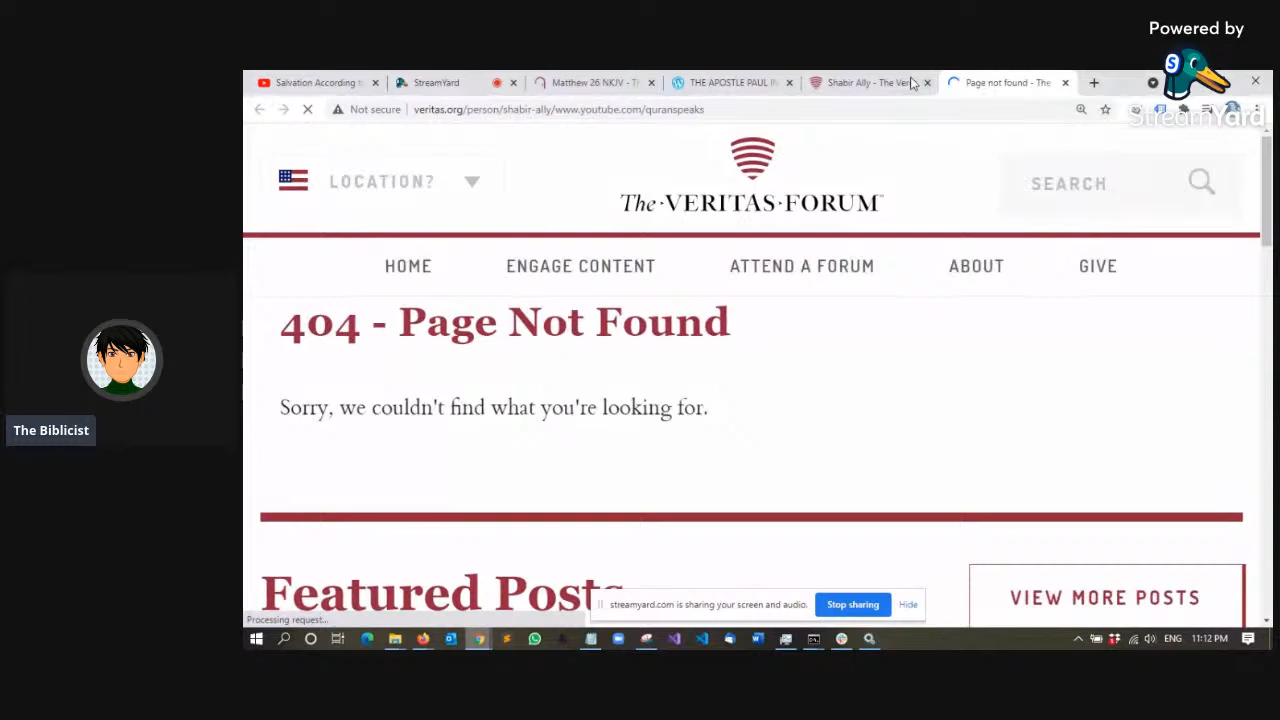 Powered by
S
StreamYard
Salvation According t
StreamYard
Matthew 26 NKJV - T
THE APOSTLE PAUL I
Shabir Ally - The Ver
Page not found - The
Not secure
veritas.org/person/shabir-ally/www.youtube.com/quranspeaks
LOCATION?
The·VERITAS·FORUM
SEARCH
HOME
ENGAGE CONTENT
ATTEND A FORUM
ABOUT
GIVE
404 - Page Not Found
Sorry, we couldn't find what you're looking for.
The Biblicist
Featured Posts
VIEW MORE POSTS
streamyard.com is sharing your screen and audio.
Stop sharing
Hide
Processing request...
ENG
11:12 PM